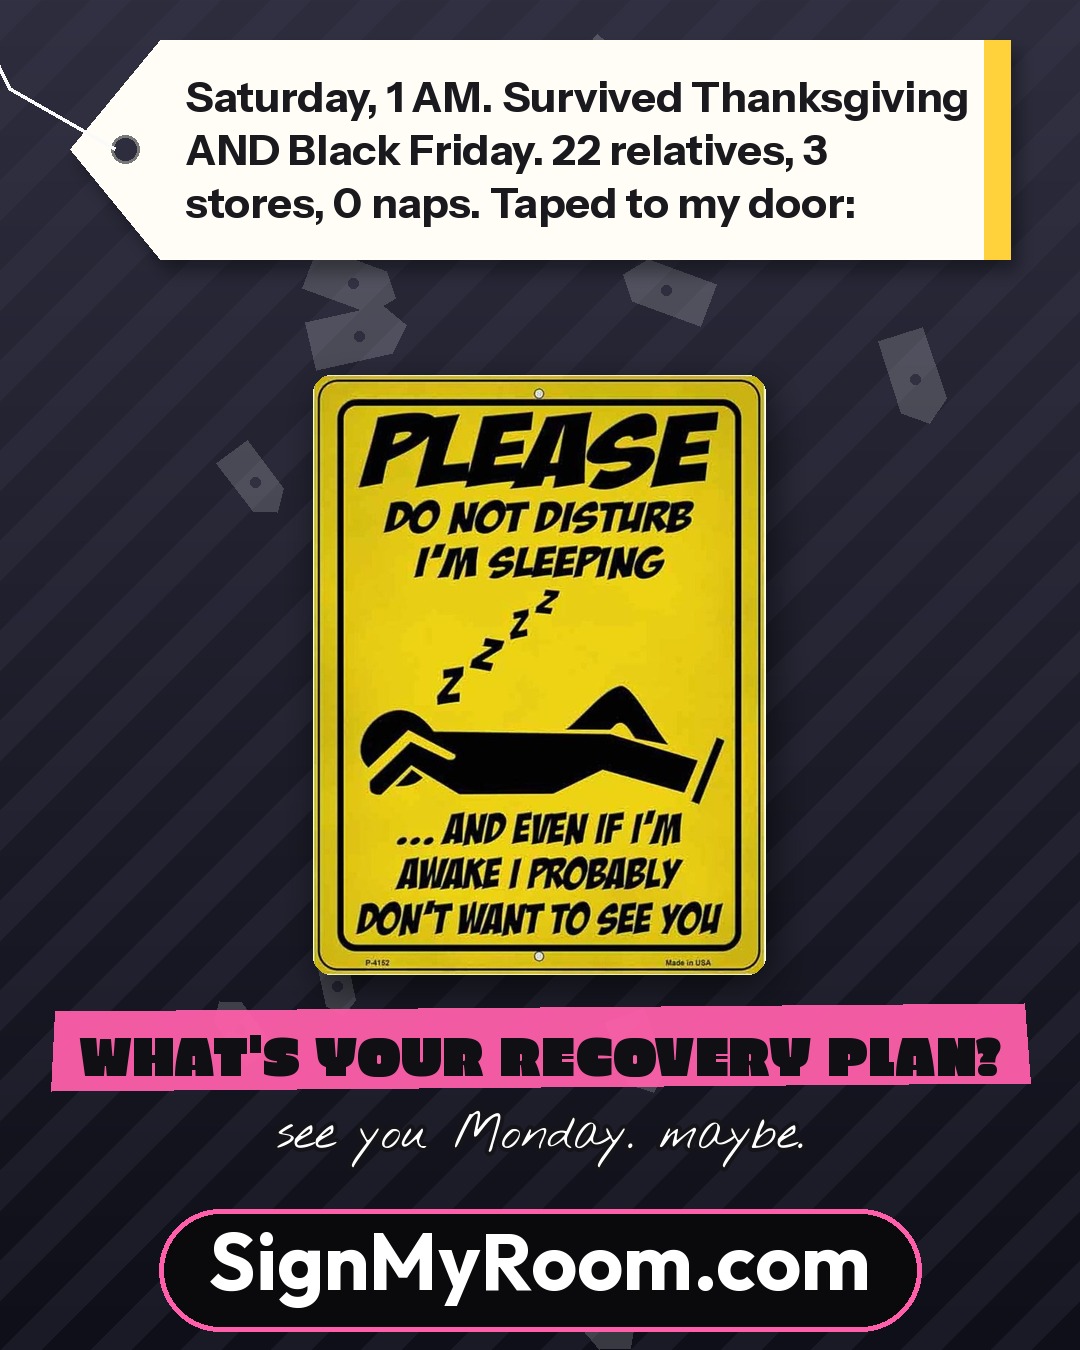 Saturday, 1 AM. Survived Thanksgiving
AND Black Friday. 22 relatives, 3
stores, 0 naps. Taped to my door:
PLEASE
DO NOT DISTURB
I'M SLEEPING
z
z
z
z
... AND EVEN IF I'M
AWAKE I PROBABLY
DON'T WANT TO SEE YOU
P-4152
Made in USA
WHAT'S YOUR RECOVERY PLAN?
see you Monday. maybe.
SignMyRoom.com